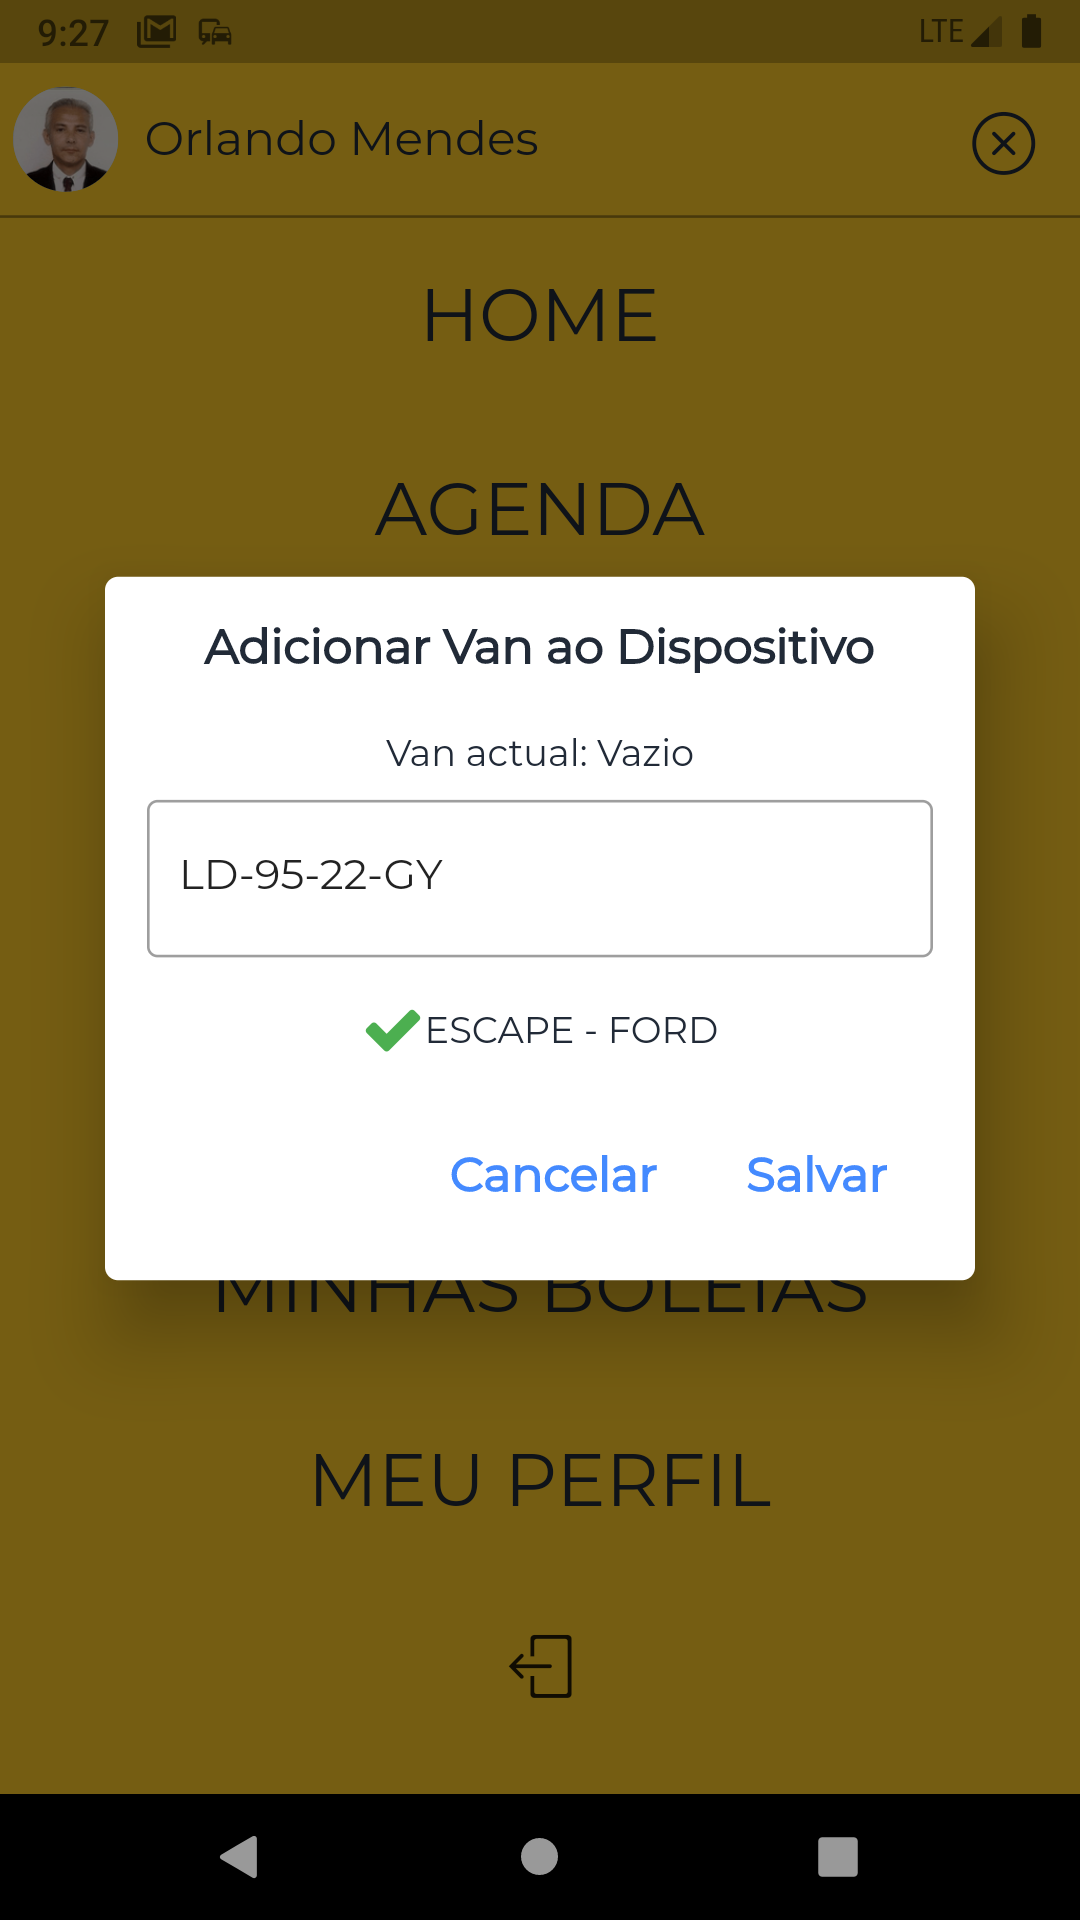 9:27 LTE
Orlando Mendes
HOME
AGENDA
Adicionar Van ao Dispositivo
Van actual: Vazio
LD-95-22-GY
ESCAPE - FORD
Cancelar Salvar
MINHAS BOLEIAS
MEU PERFIL